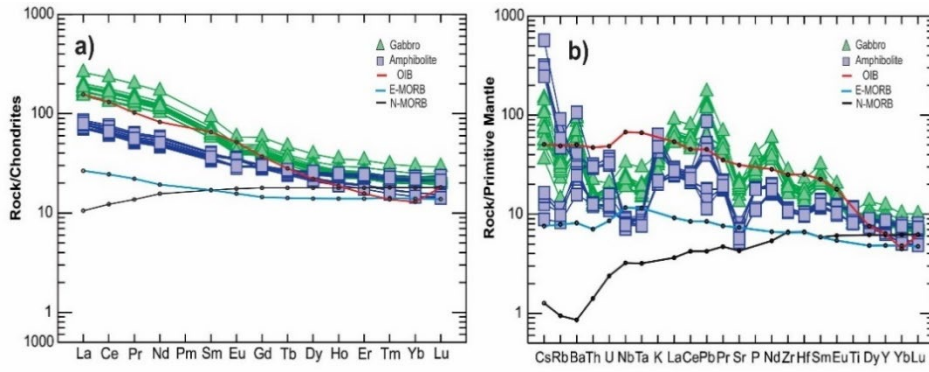 1000
100
10
1
1000
Rock/Chondrites
a)
Gabbro
Amphibolite
OIB
E-MORB
N-MORB
La Ce Pr Nd Pm Sm Eu Gd Tb Dy Ho Er Tm Yb Lu
1000
100
10
1
Rock/Primitive Mantle
b)
Gabbro
Amphibolite
OIB
E-MORB
N-MORB
CsRbBaTh U NbTa K LaCePbPr Sr P NdZrHfSmEuTi DyY YbLu